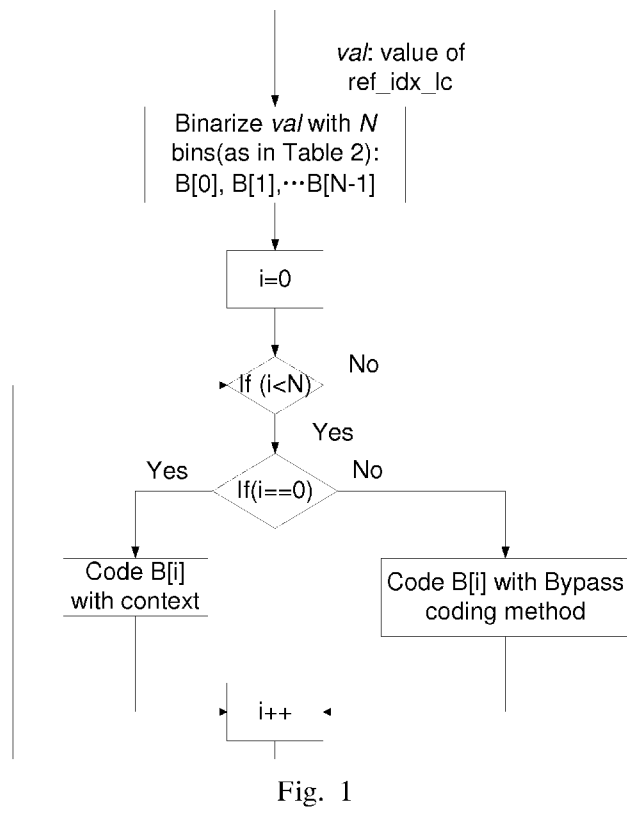 val: value of
ref_idx_lc
Binarize val with N
bins(as in Table 2):
B[0], B[1],···B[N-1]
i=0
No
If (i<N)
Yes
Yes
No
If(i==0)
Code B[i]
with context
Code B[i] with Bypass
coding method
i++
Fig. 1